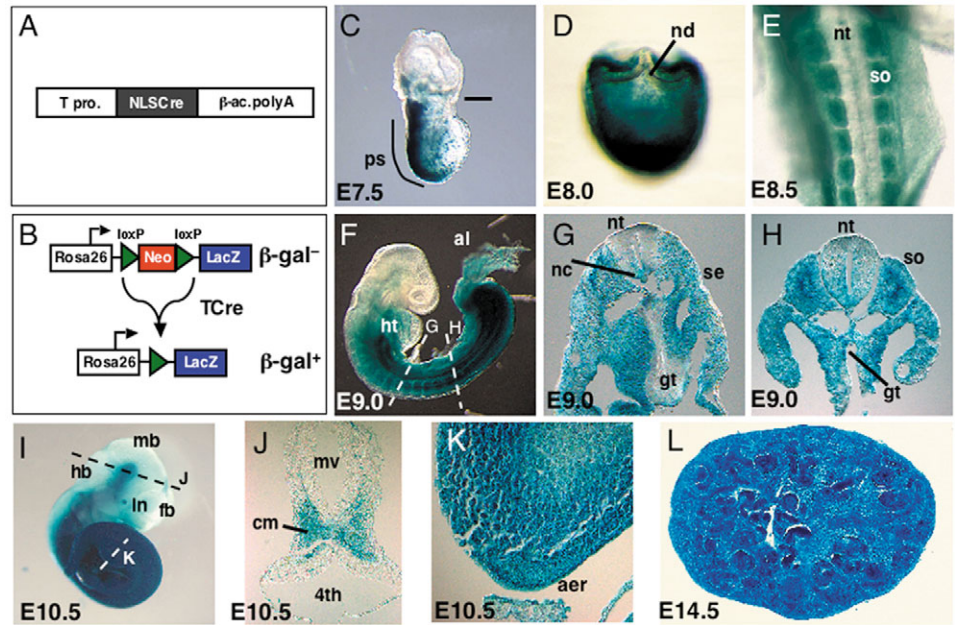 A
T pro. NLSCre β-ac.polyA
B
loxP loxP
Rosa26 Neo LacZ β-gal⁻
TCre
Rosa26 LacZ β-gal⁺
C
ps
E7.5
D
nd
E8.0
E
nt
so
E8.5
F
al
ht
G H
E9.0
G
nt
nc
se
gt
E9.0
H
nt
so
gt
E9.0
I
mb
hb
J
ln
fb
K
E10.5
J
mv
cm
4th
E10.5
K
aer
E10.5
L
E14.5